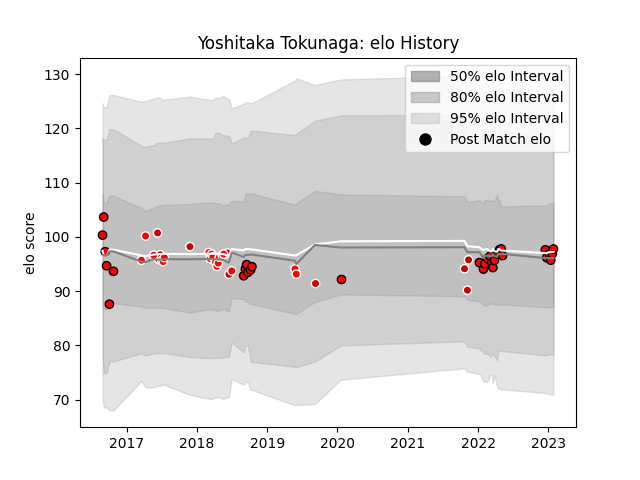 Yoshitaka Tokunaga: elo History
elo score
130
120
110
100
90
80
70
50% elo Interval
80% elo Interval
95% elo Interval
Post Match elo
2017
2018
2019
2020
2021
2022
2023